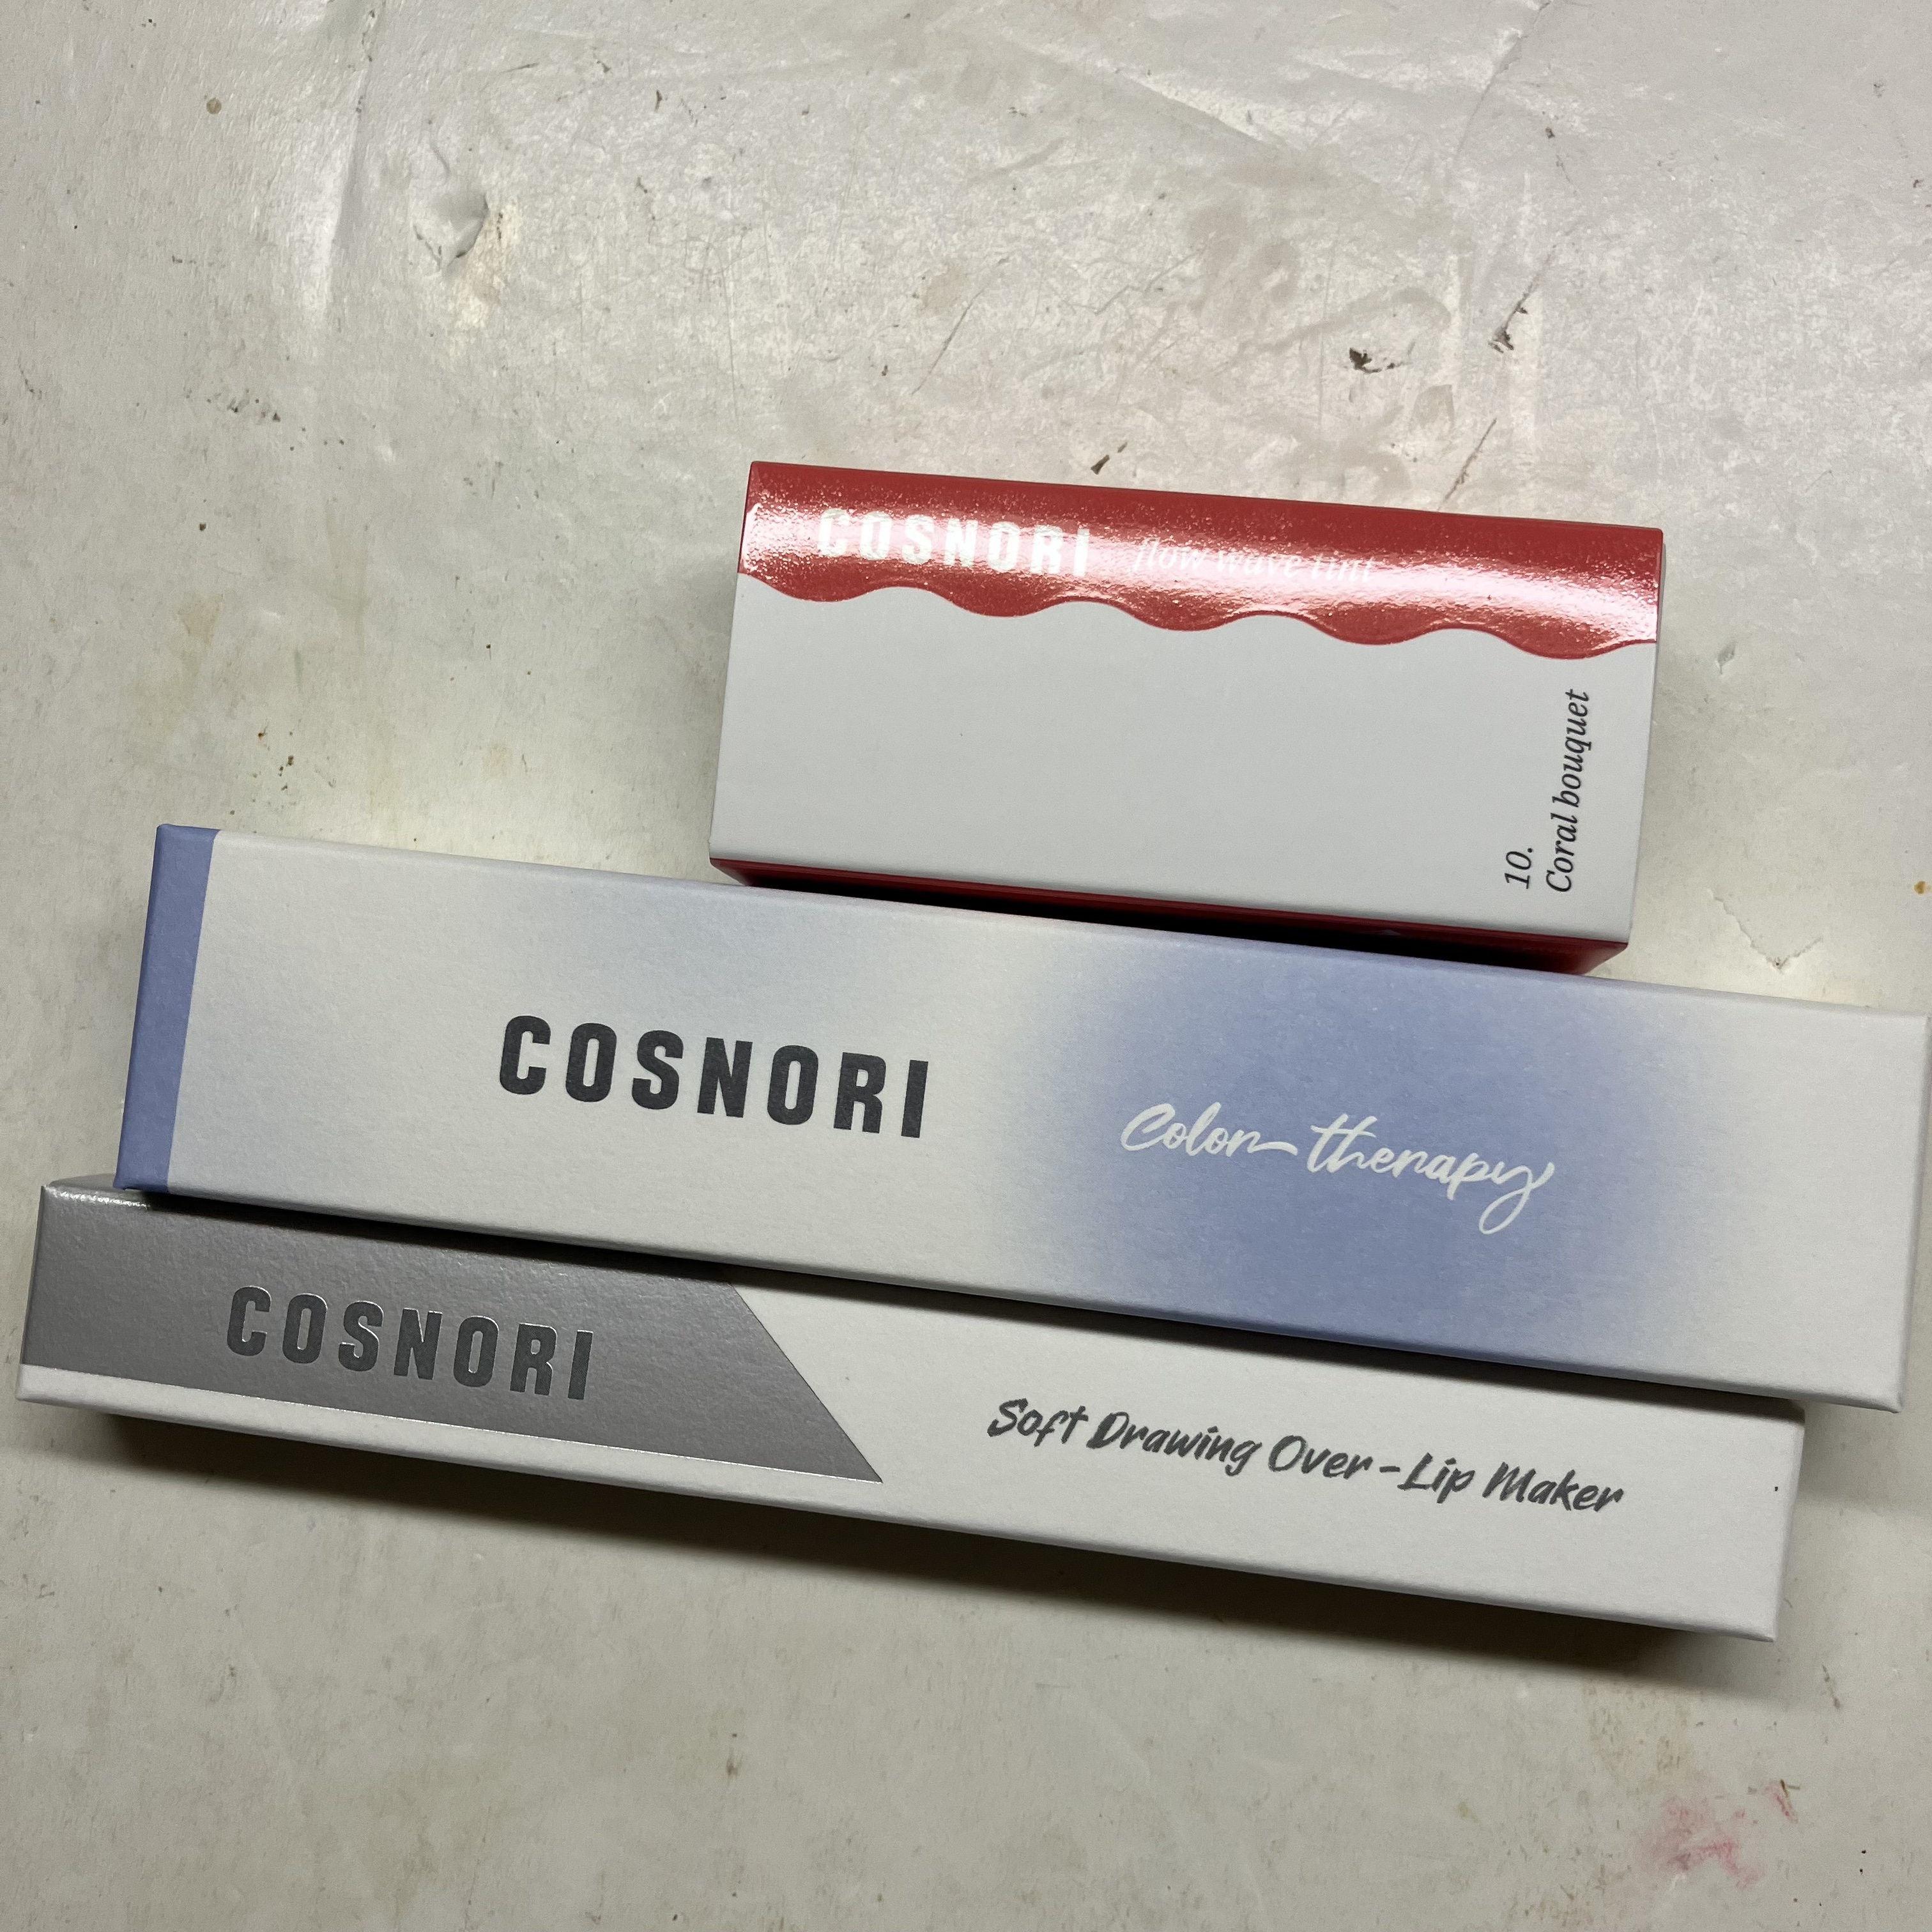 COSNORI flow wave tint
10.
Coral bouquet
COSNORI
Color therapy
COSNORI
Soft Drawing Over-Lip Maker